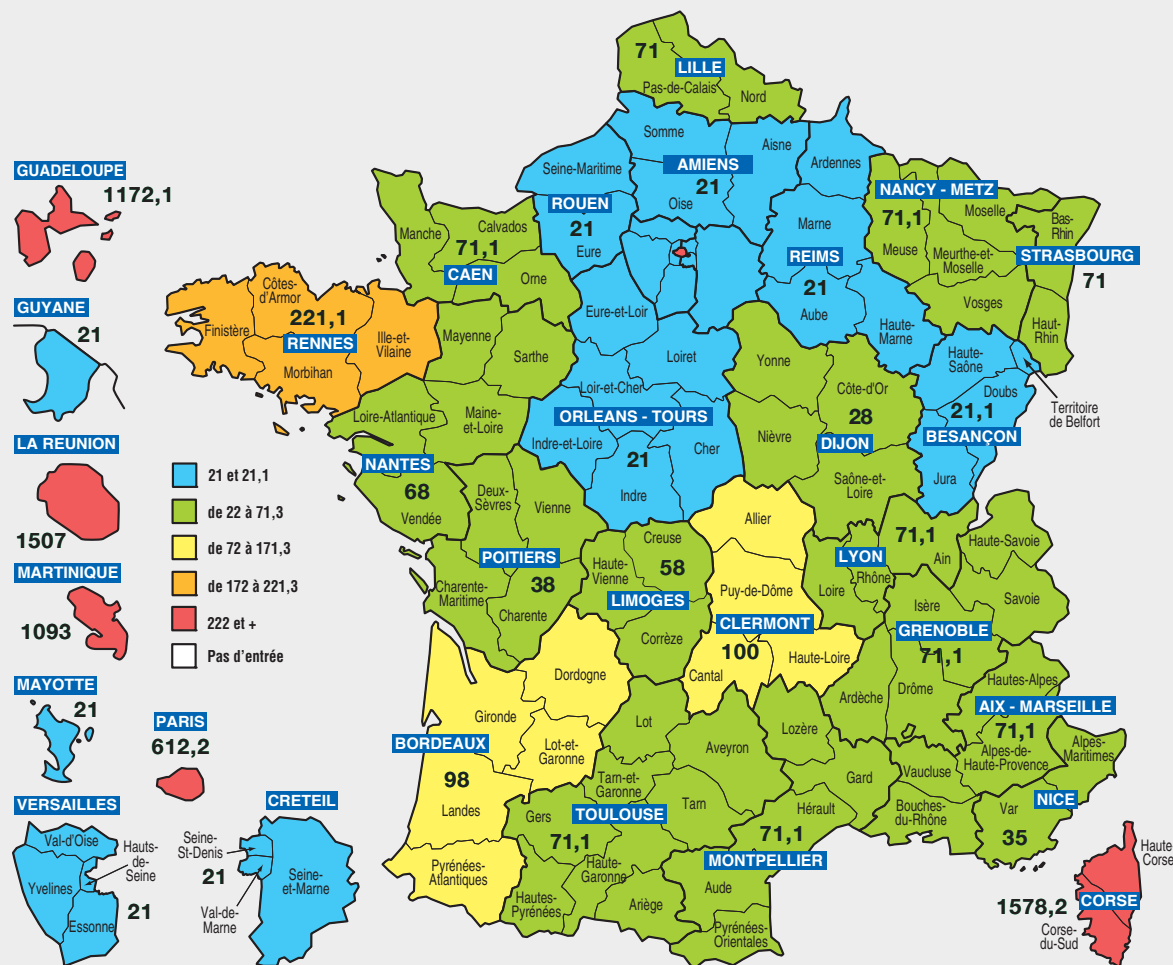 71
LILLE
Pas-de-Calais
Nord
Somme
Aisne
Seine-Maritime
AMIENS
Ardennes
21
Oise
ROUEN
21
Eure
GUADELOUPE
1172,1
NANCY - METZ
71,1
Moselle
Bas-
Rhin
Meuse
Meurthe-et-
Moselle
STRASBOURG
71
Vosges
Haut-
Rhin
Marne
REIMS
21
Aube
Haute-
Marne
Calvados
Manche
71,1
CAEN
Orne
GUYANE
21
Côtes-
d'Armor
Finistère
221,1
RENNES
Ille-et
Vilaine
Morbihan
Mayenne
Sarthe
Eure-et-Loir
Loiret
Loir-et-Cher
ORLEANS - TOURS
Indre-et-Loire
21
Cher
Indre
Yonne
Côte-d'Or
28
Nièvre
DIJON
Saône-et
Loire
Haute-
Saône
Doubs
21,1
BESANÇON
Jura
Territoire
de Belfort
Loire-Atlantique
Maine-
et-Loire
NANTES
68
Vendée
LA REUNION
1507
21 et 21,1
de 22 à 71,3
de 72 à 171,3
de 172 à 221,3
222 et +
Pas d'entrée
Deux-
Sèvres
Vienne
POITIERS
38
Charente-
Maritime
Charente
Creuse
Haute-
Vienne
58
LIMOGES
Corrèze
Allier
Puy-de-Dôme
CLERMONT
100
Cantal
Haute-Loire
LYON
71,1
Ain
Rhône
Loire
Haute-Savoie
Savoie
Isère
GRENOBLE
71,1
Ardèche
Drôme
MARTINIQUE
1093
MAYOTTE
21
PARIS
612,2
Dordogne
Gironde
BORDEAUX
Lot-et-
Garonne
98
Landes
Pyrénées-
Atlantiques
Lot
Aveyron
Tarn-et-
Garonne
TOULOUSE
Tarn
Gers
71,1
Haute-
Garonne
Hautes-
Pyrénées
Ariège
Lozère
Gard
Hérault
71,1
MONTPELLIER
Aude
Pyrénées-
Orientales
Hautes-Alpes
AIX - MARSEILLE
71,1
Alpes-de-
Haute-Provence
Vaucluse
Bouches-
du-Rhône
Alpes-
Maritimes
NICE
Var
35
VERSAILLES
Val-d'Oise
Hauts-
de-
Seine
Yvelines
21
Essonne
CRETEIL
Seine-
St-Denis
21
Seine-
et-Marne
Val-de-
Marne
Haute
Corse
1578,2
CORSE
Corse-
du-Sud